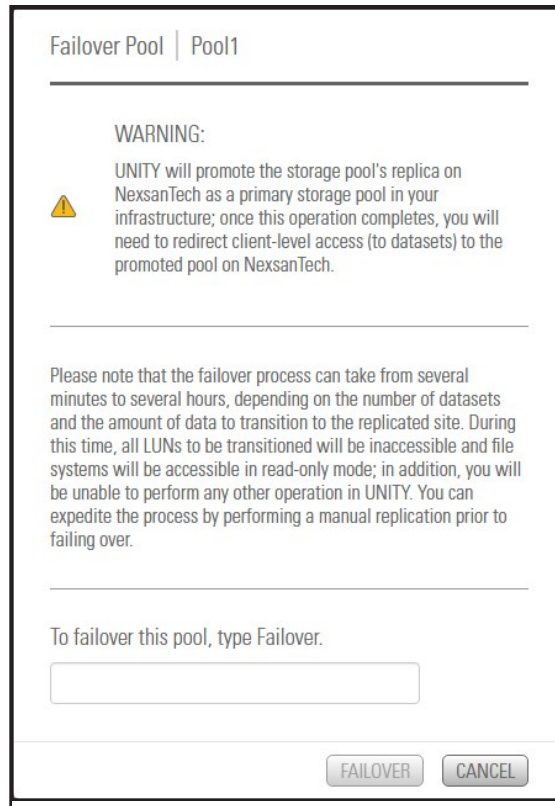 Failover Pool | Pool1
WARNING:
UNITY will promote the storage pool's replica on
NexsanTech as a primary storage pool in your
infrastructure; once this operation completes, you will
need to redirect client-level access (to datasets) to the
promoted pool on NexsanTech.
Please note that the failover process can take from several
minutes to several hours, depending on the number of datasets
and the amount of data to transition to the replicated site. During
this time, all LUNs to be transitioned will be inaccessible and file
systems will be accessible in read-only mode; in addition, you will
be unable to perform any other operation in UNITY. You can
expedite the process by performing a manual replication prior to
failing over.
To failover this pool, type Failover.
FAILOVER CANCEL